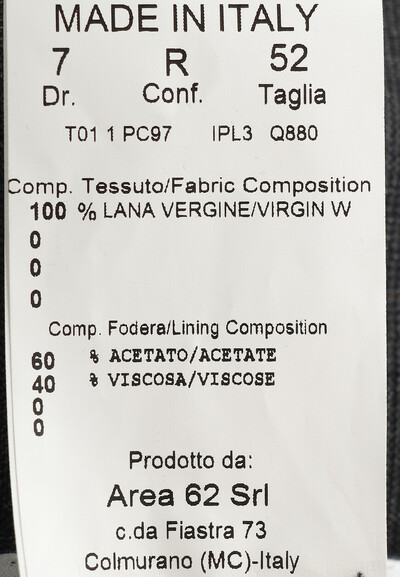 MADE IN ITALY
7 R 52
Dr. Conf. Taglia
T01 1 PC97 IPL3 Q880
Comp. Tessuto/Fabric Composition
100 % LANA VERGINE/VIRGIN W
0
0
0
Comp. Fodera/Lining Composition
60 % ACETATO/ACETATE
40 % VISCOSA/VISCOSE
0
0
Prodotto da:
Area 62 Srl
c.da Fiastra 73
Colmurano (MC)-Italy